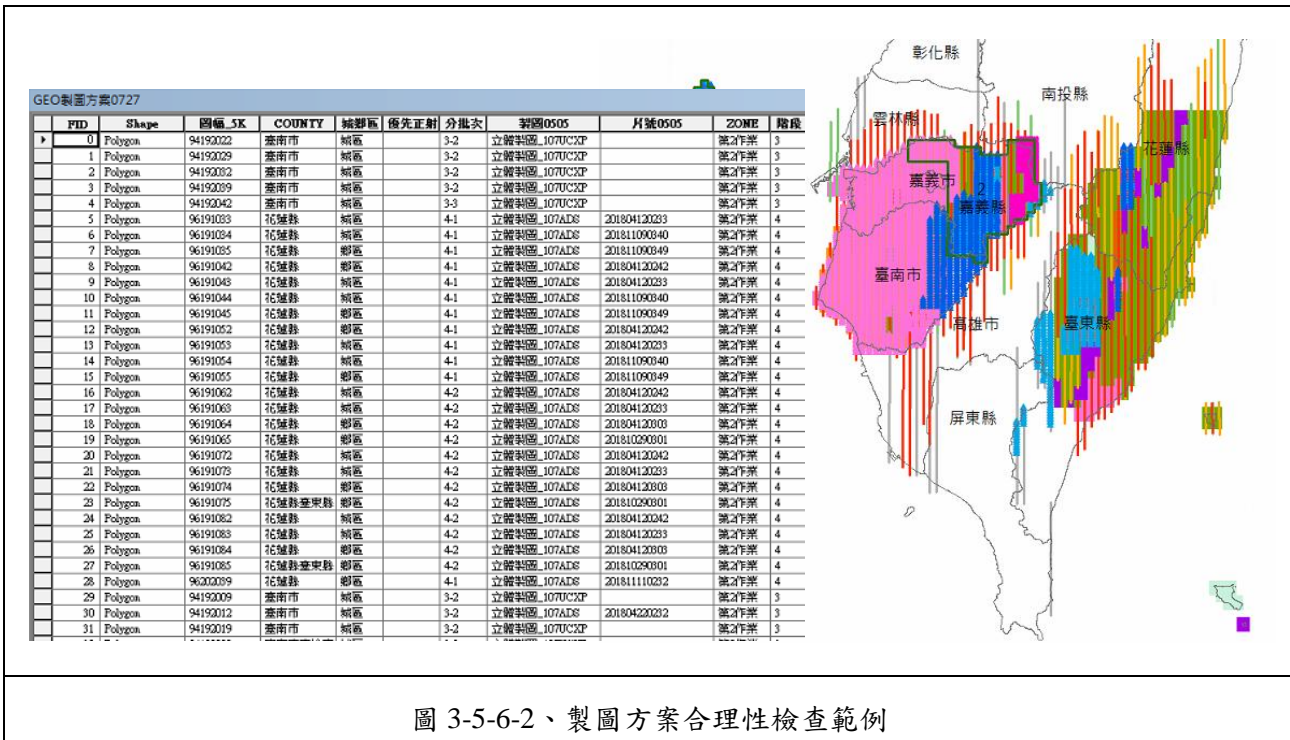 GEO製圖方案0727
FID Shape 圖幅_5K COUNTY 城鄉區 優先正射 分批次 製圖0505 片號0505 ZONE 階段
0 Polygon 94192022 臺南市 城區 3-2 立體製圖_107UCXP 第2作業 3
1 Polygon 94192029 臺南市 城區 3-2 立體製圖_107UCXP 第2作業 3
2 Polygon 94192032 臺南市 城區 3-2 立體製圖_107UCXP 第2作業 3
3 Polygon 94192039 臺南市 城區 3-2 立體製圖_107UCXP 第2作業 3
4 Polygon 94192042 臺南市 城區 3-3 立體製圖_107UCXP 第2作業 3
5 Polygon 96191033 花蓮縣 城區 4-1 立體製圖_107ADS 201804120233 第2作業 4
6 Polygon 96191034 花蓮縣 城區 4-1 立體製圖_107ADS 201811090340 第2作業 4
7 Polygon 96191035 花蓮縣 鄉區 4-1 立體製圖_107ADS 201811090349 第2作業 4
8 Polygon 96191042 花蓮縣 鄉區 4-1 立體製圖_107ADS 201804120242 第2作業 4
9 Polygon 96191043 花蓮縣 城區 4-1 立體製圖_107ADS 201804120233 第2作業 4
10 Polygon 96191044 花蓮縣 城區 4-1 立體製圖_107ADS 201811090340 第2作業 4
11 Polygon 96191045 花蓮縣 鄉區 4-1 立體製圖_107ADS 201811090349 第2作業 4
12 Polygon 96191052 花蓮縣 鄉區 4-1 立體製圖_107ADS 201804120242 第2作業 4
13 Polygon 96191053 花蓮縣 城區 4-1 立體製圖_107ADS 201804120233 第2作業 4
14 Polygon 96191054 花蓮縣 城區 4-1 立體製圖_107ADS 201811090340 第2作業 4
15 Polygon 96191055 花蓮縣 鄉區 4-1 立體製圖_107ADS 201811090349 第2作業 4
16 Polygon 96191062 花蓮縣 城區 4-2 立體製圖_107ADS 201804120242 第2作業 4
17 Polygon 96191063 花蓮縣 城區 4-2 立體製圖_107ADS 201804120233 第2作業 4
18 Polygon 96191064 花蓮縣 鄉區 4-2 立體製圖_107ADS 201804120303 第2作業 4
19 Polygon 96191065 花蓮縣 鄉區 4-2 立體製圖_107ADS 201810290301 第2作業 4
20 Polygon 96191072 花蓮縣 城區 4-2 立體製圖_107ADS 201804120242 第2作業 4
21 Polygon 96191073 花蓮縣 城區 4-2 立體製圖_107ADS 201804120233 第2作業 4
22 Polygon 96191074 花蓮縣 鄉區 4-2 立體製圖_107ADS 201804120303 第2作業 4
23 Polygon 96191075 花蓮縣臺東縣 鄉區 4-2 立體製圖_107ADS 201810290301 第2作業 4
24 Polygon 96191082 花蓮縣 城區 4-2 立體製圖_107ADS 201804120242 第2作業 4
25 Polygon 96191083 花蓮縣 城區 4-2 立體製圖_107ADS 201804120233 第2作業 4
26 Polygon 96191084 花蓮縣 鄉區 4-2 立體製圖_107ADS 201804120303 第2作業 4
27 Polygon 96191085 花蓮縣臺東縣 鄉區 4-2 立體製圖_107ADS 201810290301 第2作業 4
28 Polygon 96202039 花蓮縣 鄉區 4-1 立體製圖_107ADS 201811110232 第2作業 4
29 Polygon 94192009 臺南市 城區 3-2 立體製圖_107UCXP 第2作業 3
30 Polygon 94192012 臺南市 城區 3-2 立體製圖_107ADS 201804220232 第2作業 3
31 Polygon 94192019 臺南市 城區 3-2 立體製圖_107UCXP 第2作業 3
彰化縣
南投縣
雲林縣
花蓮縣
嘉義市
2
嘉義縣
臺南市
高雄市
臺東縣
屏東縣
圖 3-5-6-2、製圖方案合理性檢查範例